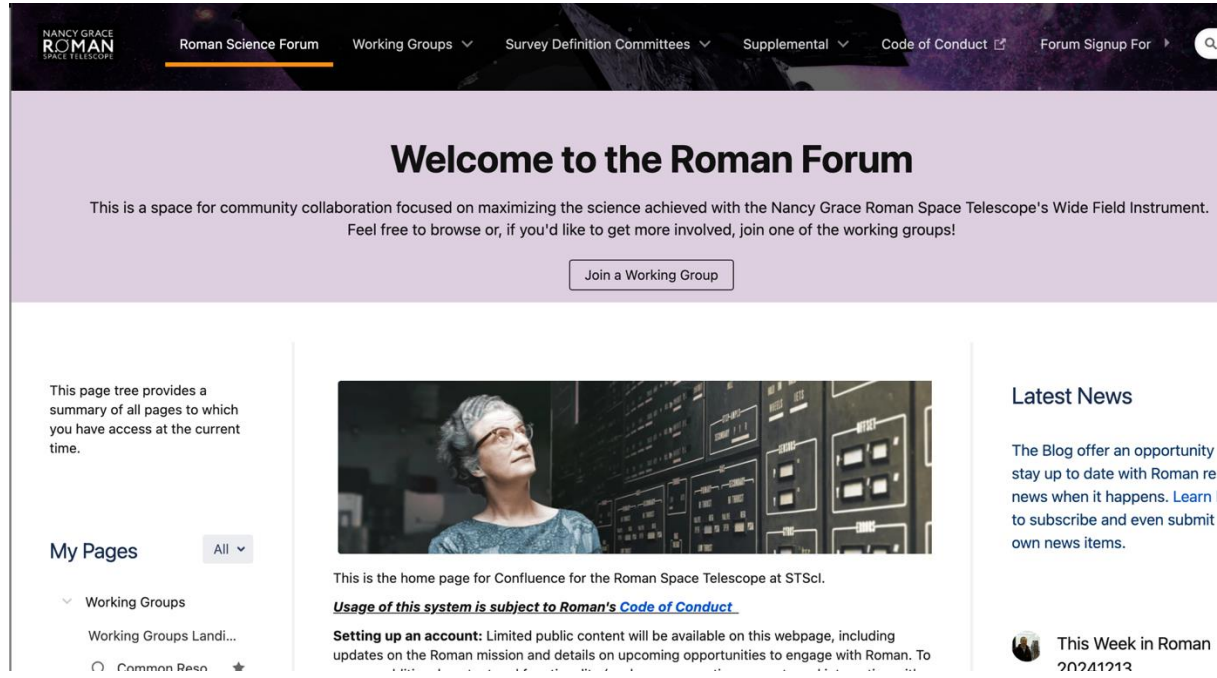 NANCY GRACE
ROMAN
SPACE TELESCOPE
Roman Science Forum
Working Groups
Survey Definition Committees
Supplemental
Code of Conduct
Forum Signup For
Welcome to the Roman Forum
This is a space for community collaboration focused on maximizing the science achieved with the Nancy Grace Roman Space Telescope's Wide Field Instrument.
Feel free to browse or, if you'd like to get more involved, join one of the working groups!
Join a Working Group
This page tree provides a
summary of all pages to which
you have access at the current
time.
My Pages
All
Working Groups
Working Groups Landi...
Common Reso
This is the home page for Confluence for the Roman Space Telescope at STScI.
Usage of this system is subject to Roman's Code of Conduct
Setting up an account: Limited public content will be available on this webpage, including
updates on the Roman mission and details on upcoming opportunities to engage with Roman. To
Latest News
The Blog offer an opportunity
stay up to date with Roman re
news when it happens. Learn
to subscribe and even submit
own news items.
This Week in Roman
20241213